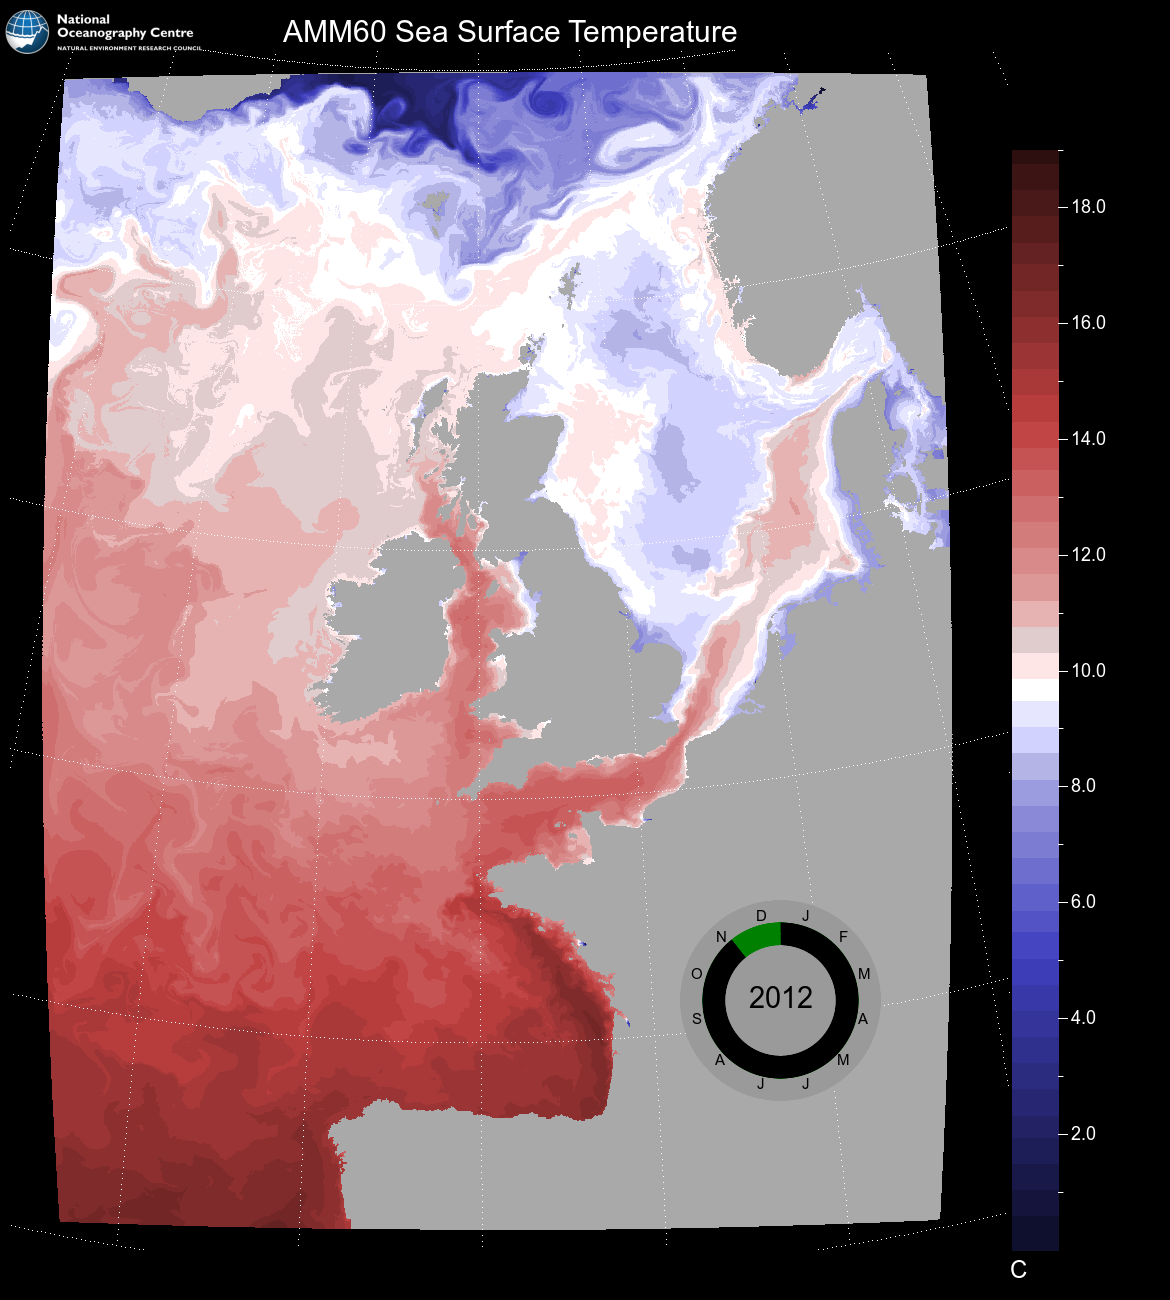 National
Oceanography Centre
NATURAL ENVIRONMENT RESEARCH COUNCIL
AMM60 Sea Surface Temperature
18.0
16.0
14.0
12.0
10.0
8.0
6.0
4.0
2.0
C
D J
N F
O M
2012
S A
A M
J J